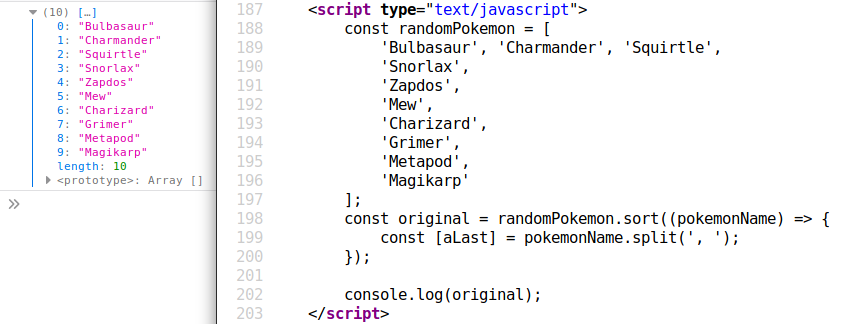 (10) […]
0: "Bulbasaur"
1: "Charmander"
2: "Squirtle"
3: "Snorlax"
4: "Zapdos"
5: "Mew"
6: "Charizard"
7: "Grimer"
8: "Metapod"
9: "Magikarp"
length: 10
<prototype>: Array []
»
187 <script type="text/javascript">
188 const randomPokemon = [
189 'Bulbasaur', 'Charmander', 'Squirtle',
190 'Snorlax',
191 'Zapdos',
192 'Mew',
193 'Charizard',
194 'Grimer',
195 'Metapod',
196 'Magikarp'
197 ];
198 const original = randomPokemon.sort((pokemonName) => {
199 const [aLast] = pokemonName.split(', ');
200 });
201
202 console.log(original);
203 </script>